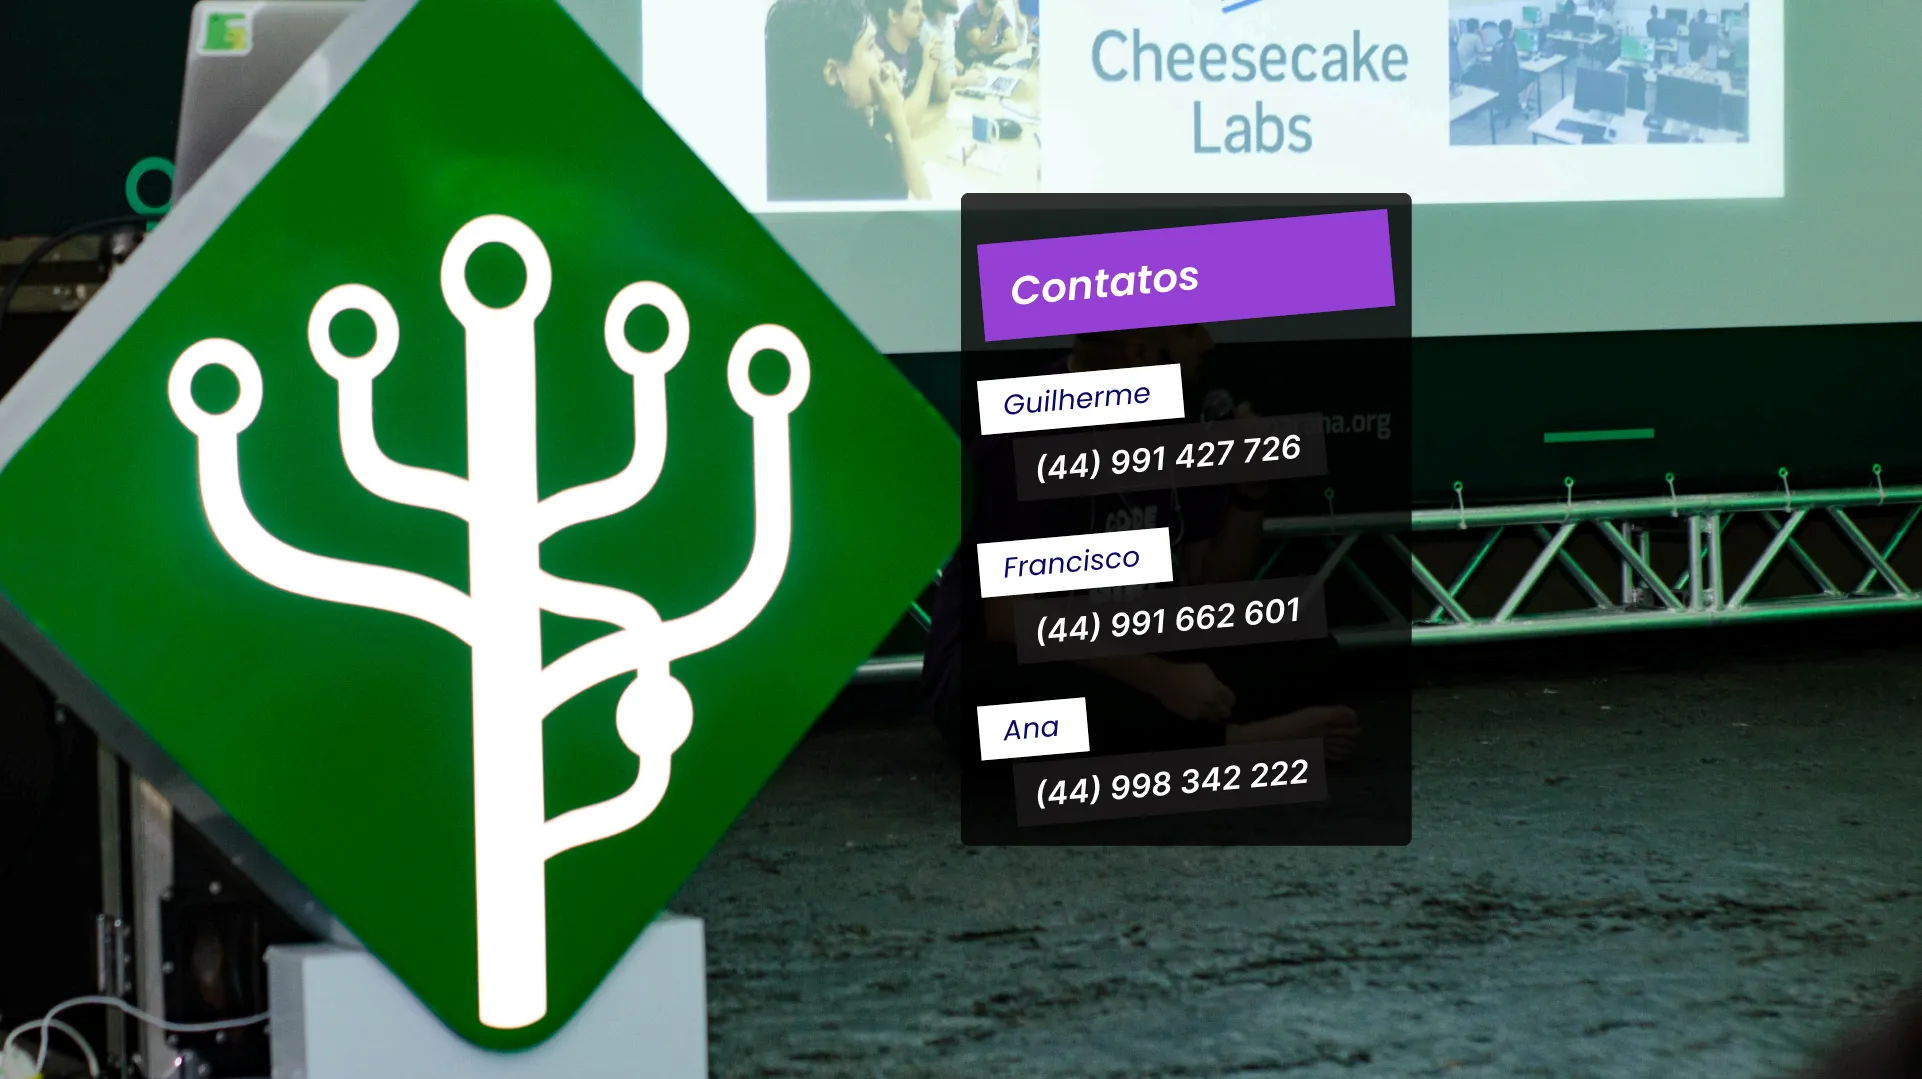 Cheesecake
Labs
Contatos
Guilherme
(44) 991 427 726
Francisco
(44) 991 662 601
Ana
(44) 998 342 222